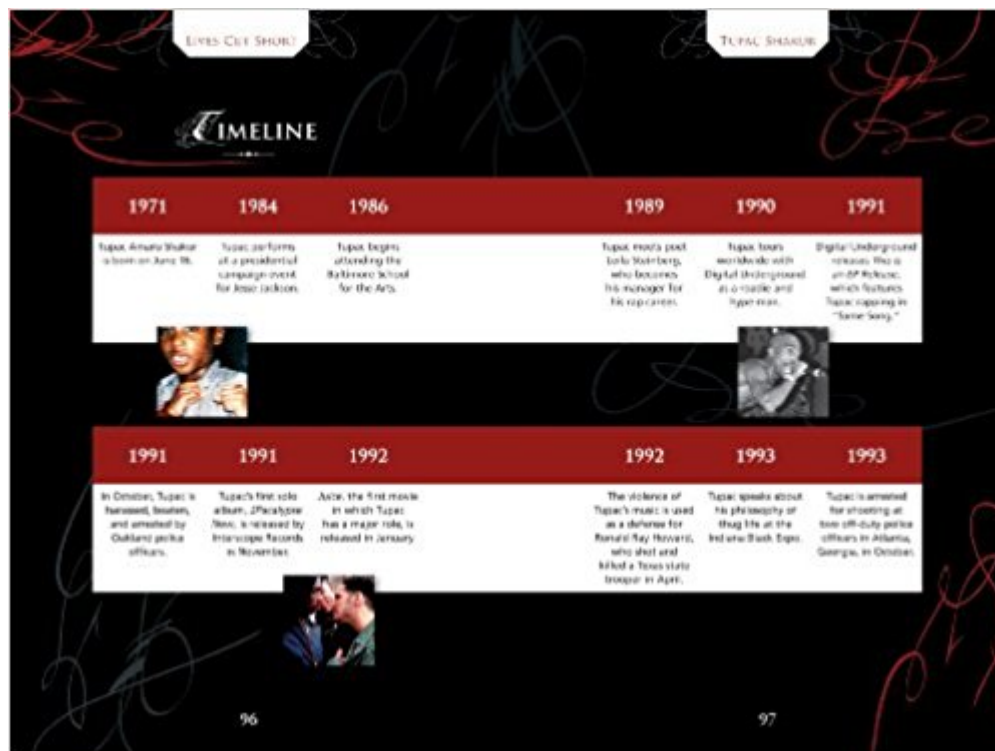 LIVES CUT SHORT
TUPAC SHAKUR
TIMELINE
1971
Tupac Amaru Shakur
is born on June 16.
1984
Tupac performs
at a presidential
campaign event
for Jesse Jackson.
1986
Tupac begins
attending the
Baltimore School
for the Arts.
1989
Tupac meets poet
Leila Steinberg,
who becomes
his manager for
his rap career.
1990
Tupac tours
worldwide with
Digital Underground
as a roadie and
hype man.
1991
Digital Underground
releases This is
an EP Release,
which features
Tupac rapping in
"Same Song."
1991
In October, Tupac is
harassed, beaten,
and arrested by
Oakland police
officers.
1991
Tupac's first solo
album, 2Pacalypse
Now, is released by
Interscope Records
in November.
1992
Juice, the first movie
in which Tupac
has a major role, is
released in January.
1992
The violence of
Tupac's music is used
as a defense for
Ronald Ray Howard,
who shot and
killed a Texas state
trooper in April.
1993
Tupac speaks about
his philosophy of
thug life at the
Indiana Black Expo.
1993
Tupac is arrested
for shooting at
two off-duty police
officers in Atlanta,
Georgia, in October.
96
97